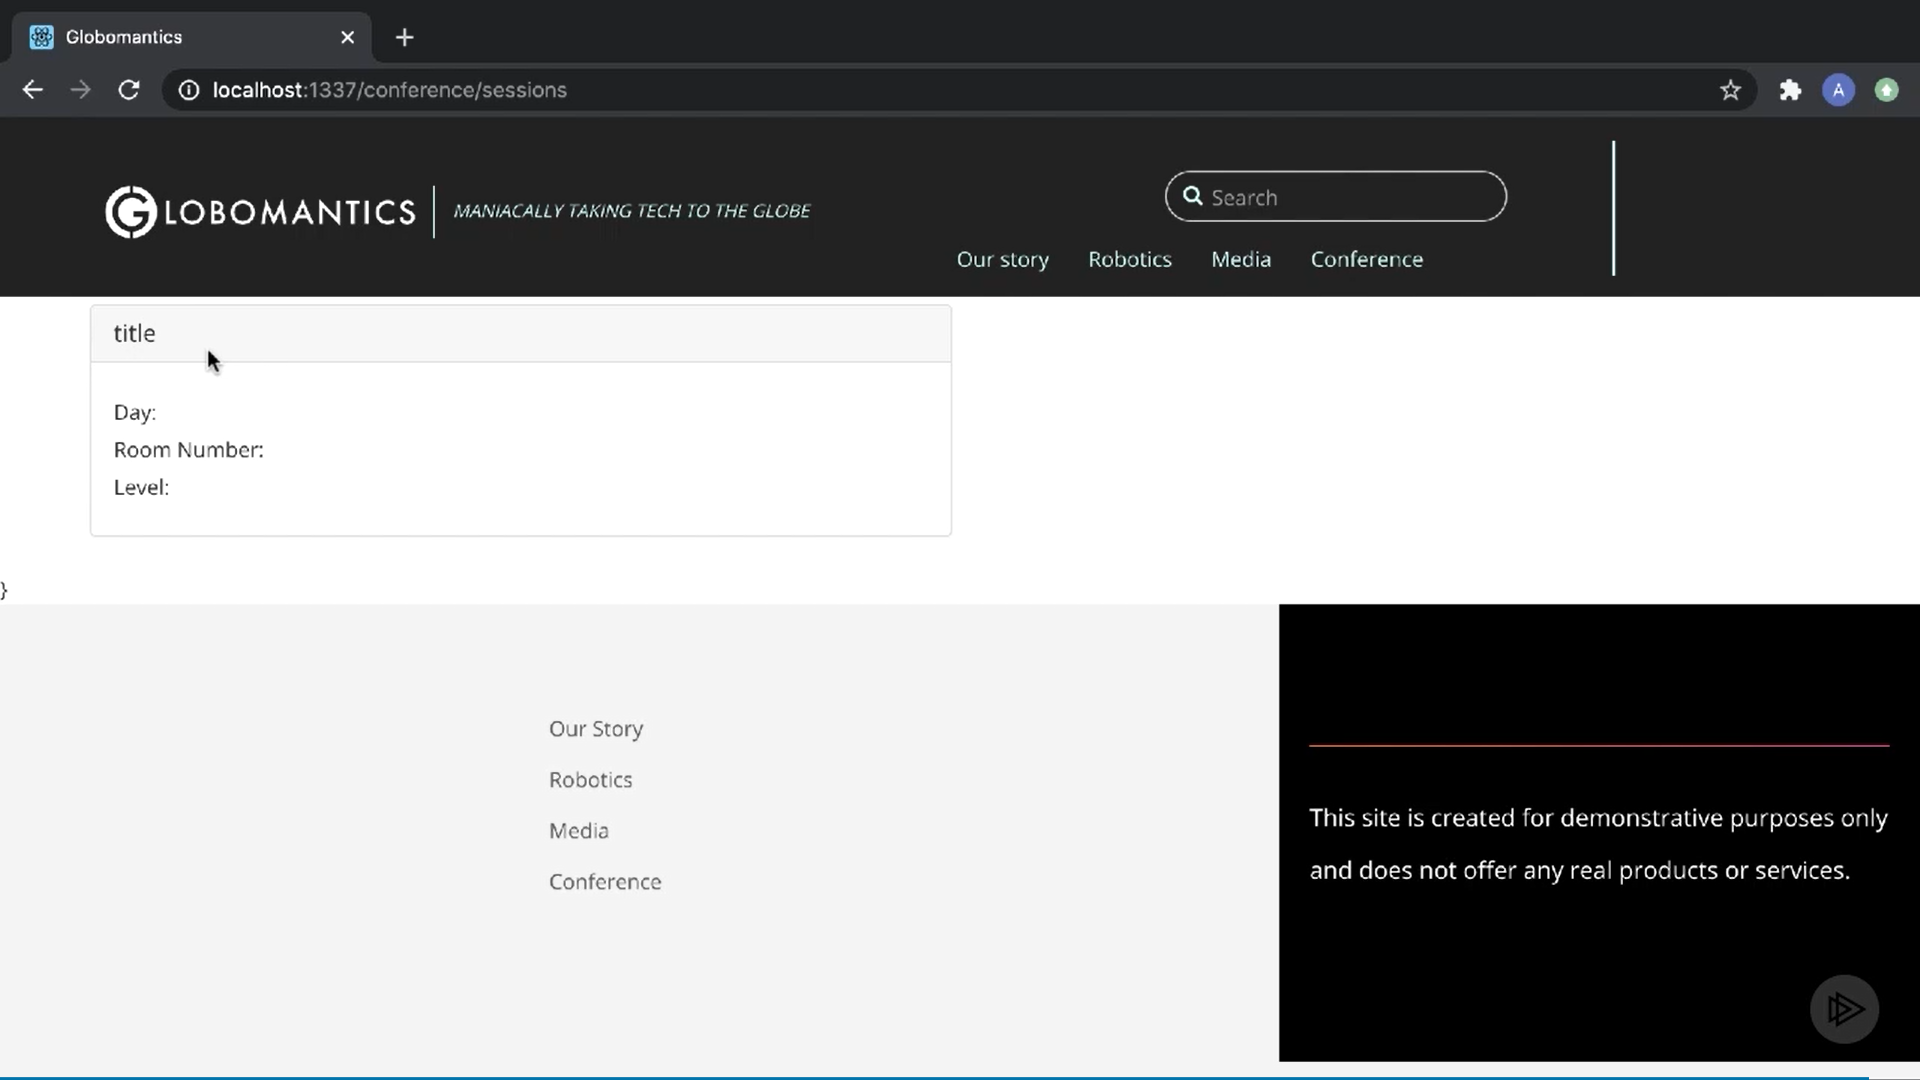 Globomantics
localhost:1337/conference/sessions
A
GLOBOMANTICS
MANIACALLY TAKING TECH TO THE GLOBE
Search
Our story Robotics Media Conference
title
Day:
Room Number:
Level:
}
Our Story
Robotics
Media
Conference
This site is created for demonstrative purposes only
and does not offer any real products or services.